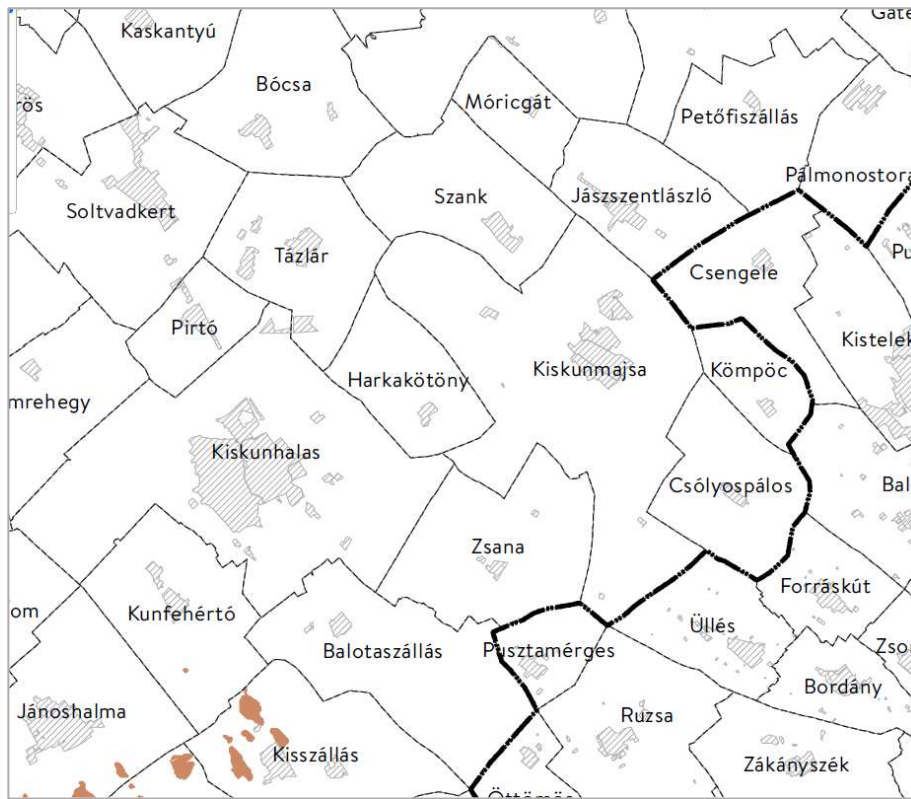 Kaskantyú
Bócsa
Móricgát
Petőfiszállás
Pálmonostora
Soltvadkert
Szank
Jászszentlászló
Tázlár
Csengele
Pirtó
Kistelek
Harkakötöny
Kiskunmajsa
Kömpöc
Kiskunhalas
Csólyospálos
Zsana
Forráskút
Kunfehértó
Üllés
Balotaszállás
Pusztamérges
Bordány
Jánoshalma
Ruzsa
Kisszállás
Zákányszék